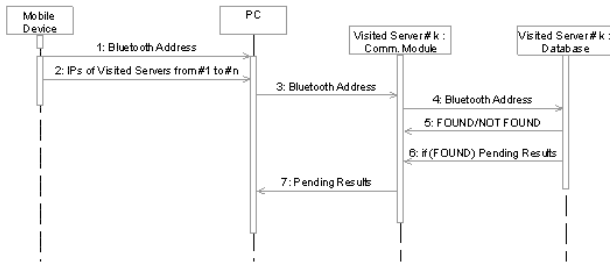 Mobile
Device
PC
Visited Server# k :
Comm. Module
Visited Server# k :
Database
1: Bluetooth Address
2: IPs of Visited Servers from #1 to #n
3: Bluetooth Address
4: Bluetooth Address
5: FOUND/NOT FOUND
6: if (FOUND) Pending Results
7: Pending Results